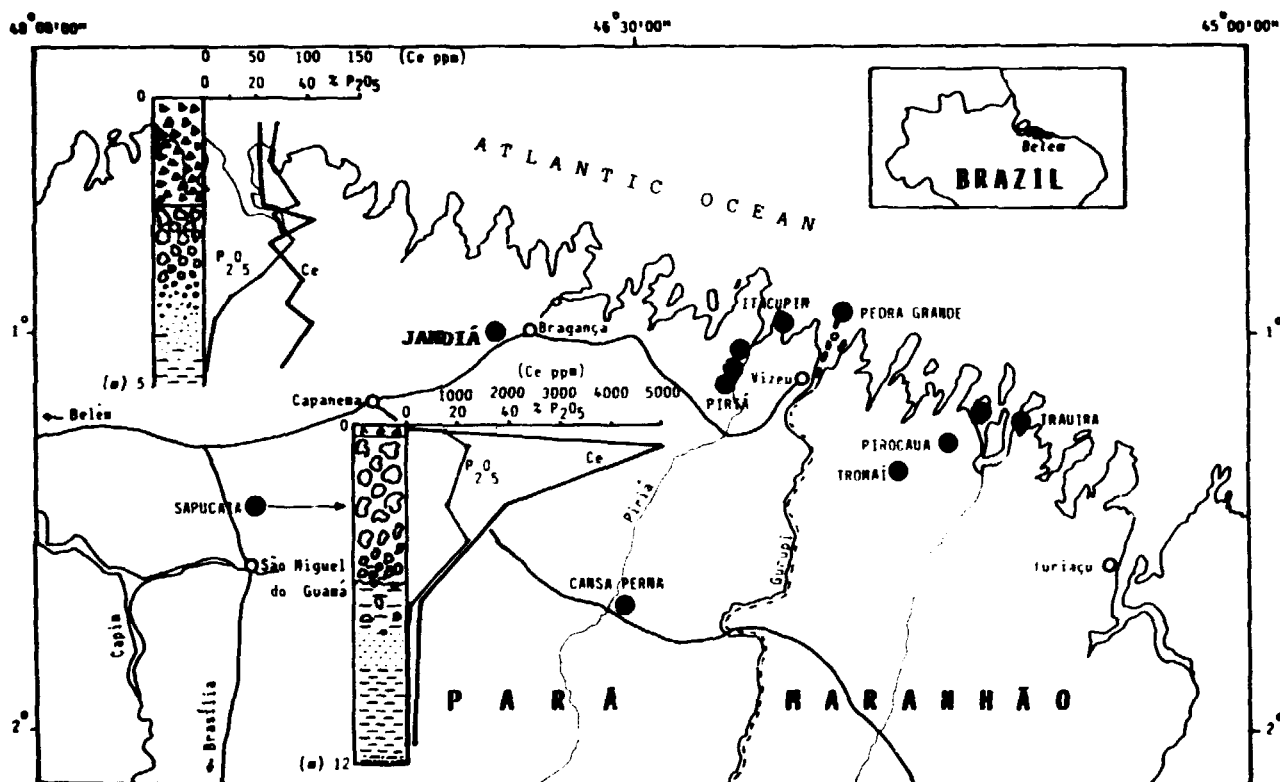 48°00'00" 46°30'00" 45°00'00"
0 50 100 150 (Ce ppm)
0 20 40 % P₂O₅
0
P₂O₅
Ce
(m) 5
ATLANTIC OCEAN
Belém
BRAZIL
1°
1°
ITACUPIM
PEDRA GRANDE
JANDIÁ
Bragança
Vizeu
PIRIÁ
Capanema
← Belém
(Ce ppm)
1000 2000 3000 4000 5000
0 20 40 % P₂O₅
0
P₂O₅
Ce
(m) 12
TRAUIRA
PIROCAUA
TROMAÍ
SAPUCAIA
São Miguel
do Guamá
Capim
← Brasília
Piriá
Gurupi
CANSA PERNA
Turiaçu
PARÁ
MARANHÃO
2°
2°